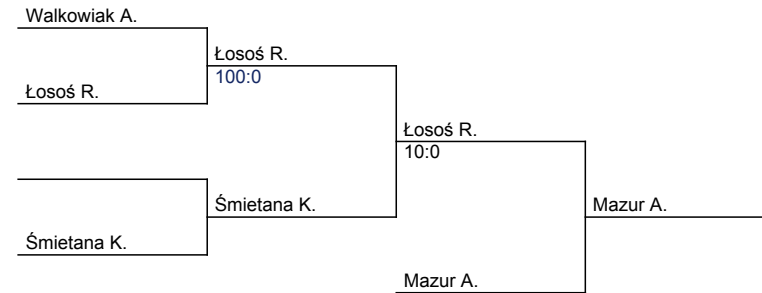 Walkowiak A.
Łosoś R.
100:0
Łosoś R.
Łosoś R.
10:0
Śmietana K.
Mazur A.
Śmietana K.
Mazur A.